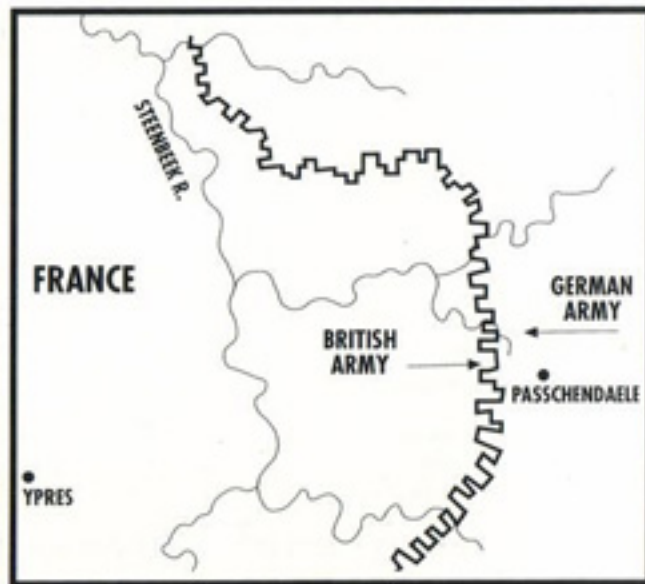 STEENBEEK R.
FRANCE
GERMAN
ARMY
BRITISH
ARMY
PASSCHENDAELE
YPRES